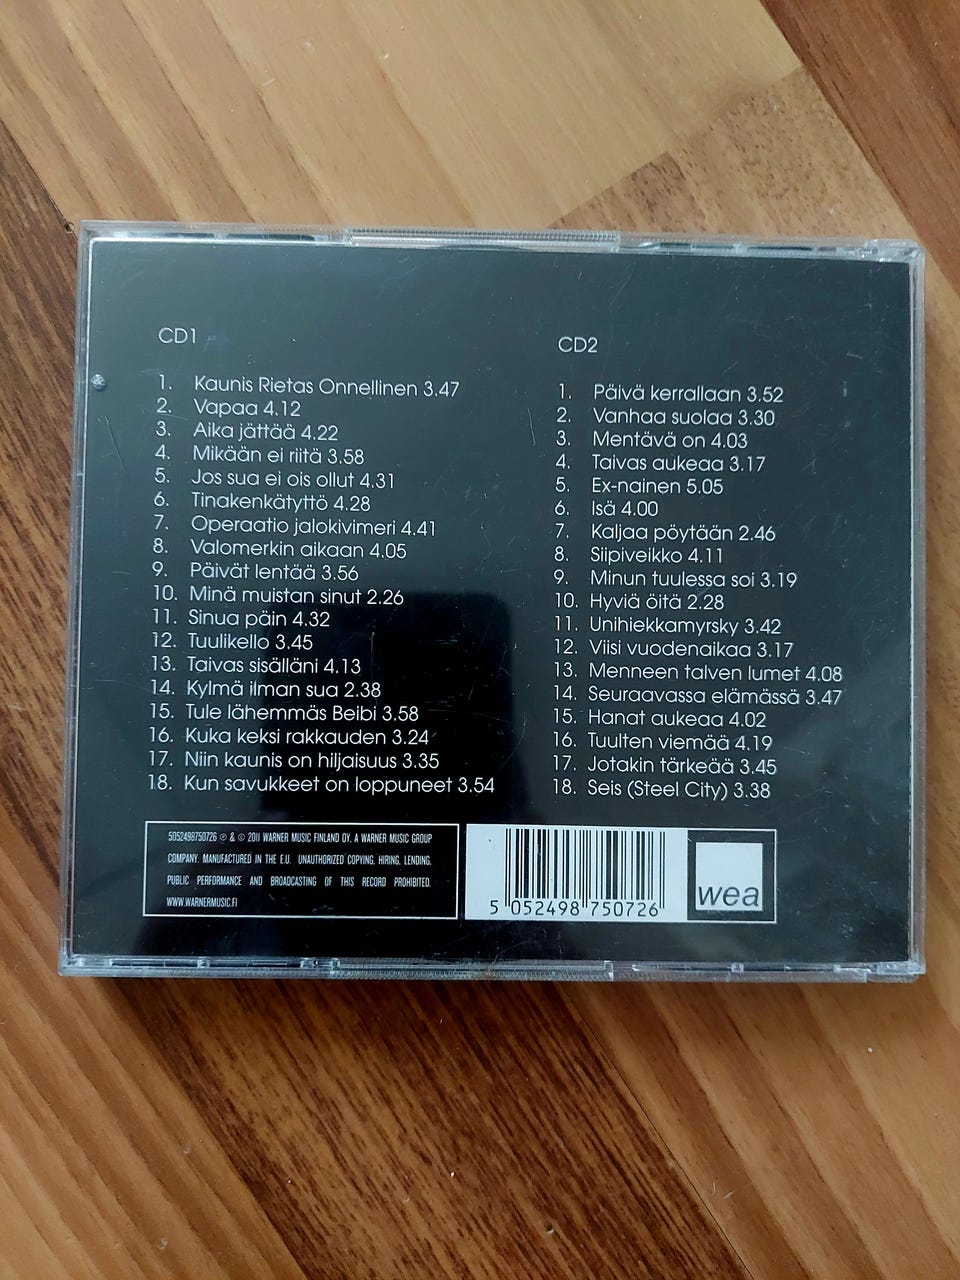 CD1
1. Kaunis Rietas Onnellinen 3.47
2. Vapaa 4.12
3. Aika jättää 4.22
4. Mikään ei riitä 3.58
5. Jos sua ei ois ollut 4.31
6. Tinakenkätyttö 4.28
7. Operaatio jalokivimeri 4.41
8. Valomerkin aikaan 4.05
9. Päivät lentää 3.56
10. Minä muistan sinut 2.26
11. Sinua päin 4.32
12. Tuulikello 3.45
13. Taivas sisälläni 4.13
14. Kylmä ilman sua 2.38
15. Tule lähemmäs Beibi 3.58
16. Kuka keksi rakkauden 3.24
17. Niin kaunis on hiljaisuus 3.35
18. Kun savukkeet on loppuneet 3.54
CD2
1. Päivä kerrallaan 3.52
2. Vanhaa suolaa 3.30
3. Mentävä on 4.03
4. Taivas aukeaa 3.17
5. Ex-nainen 5.05
6. Isä 4.00
7. Kaljaa pöytään 2.46
8. Siipiveikko 4.11
9. Minun tuulessa soi 3.19
10. Hyviä öitä 2.28
11. Unihiekkamyrsky 3.42
12. Viisi vuodenaikaa 3.17
13. Menneen talven lumet 4.08
14. Seuraavassa elämässä 3.47
15. Hanat aukeaa 4.02
16. Tuulten viemää 4.19
17. Jotakin tärkeää 3.45
18. Seis (Steel City) 3.38
5052498750726 ℗ & © 2011 WARNER MUSIC FINLAND OY, A WARNER MUSIC GROUP
COMPANY. MANUFACTURED IN THE E.U. UNAUTHORIZED COPYING, HIRING, LENDING,
PUBLIC PERFORMANCE AND BROADCASTING OF THIS RECORD PROHIBITED.
WWW.WARNERMUSIC.FI
5 052498 750726
wea